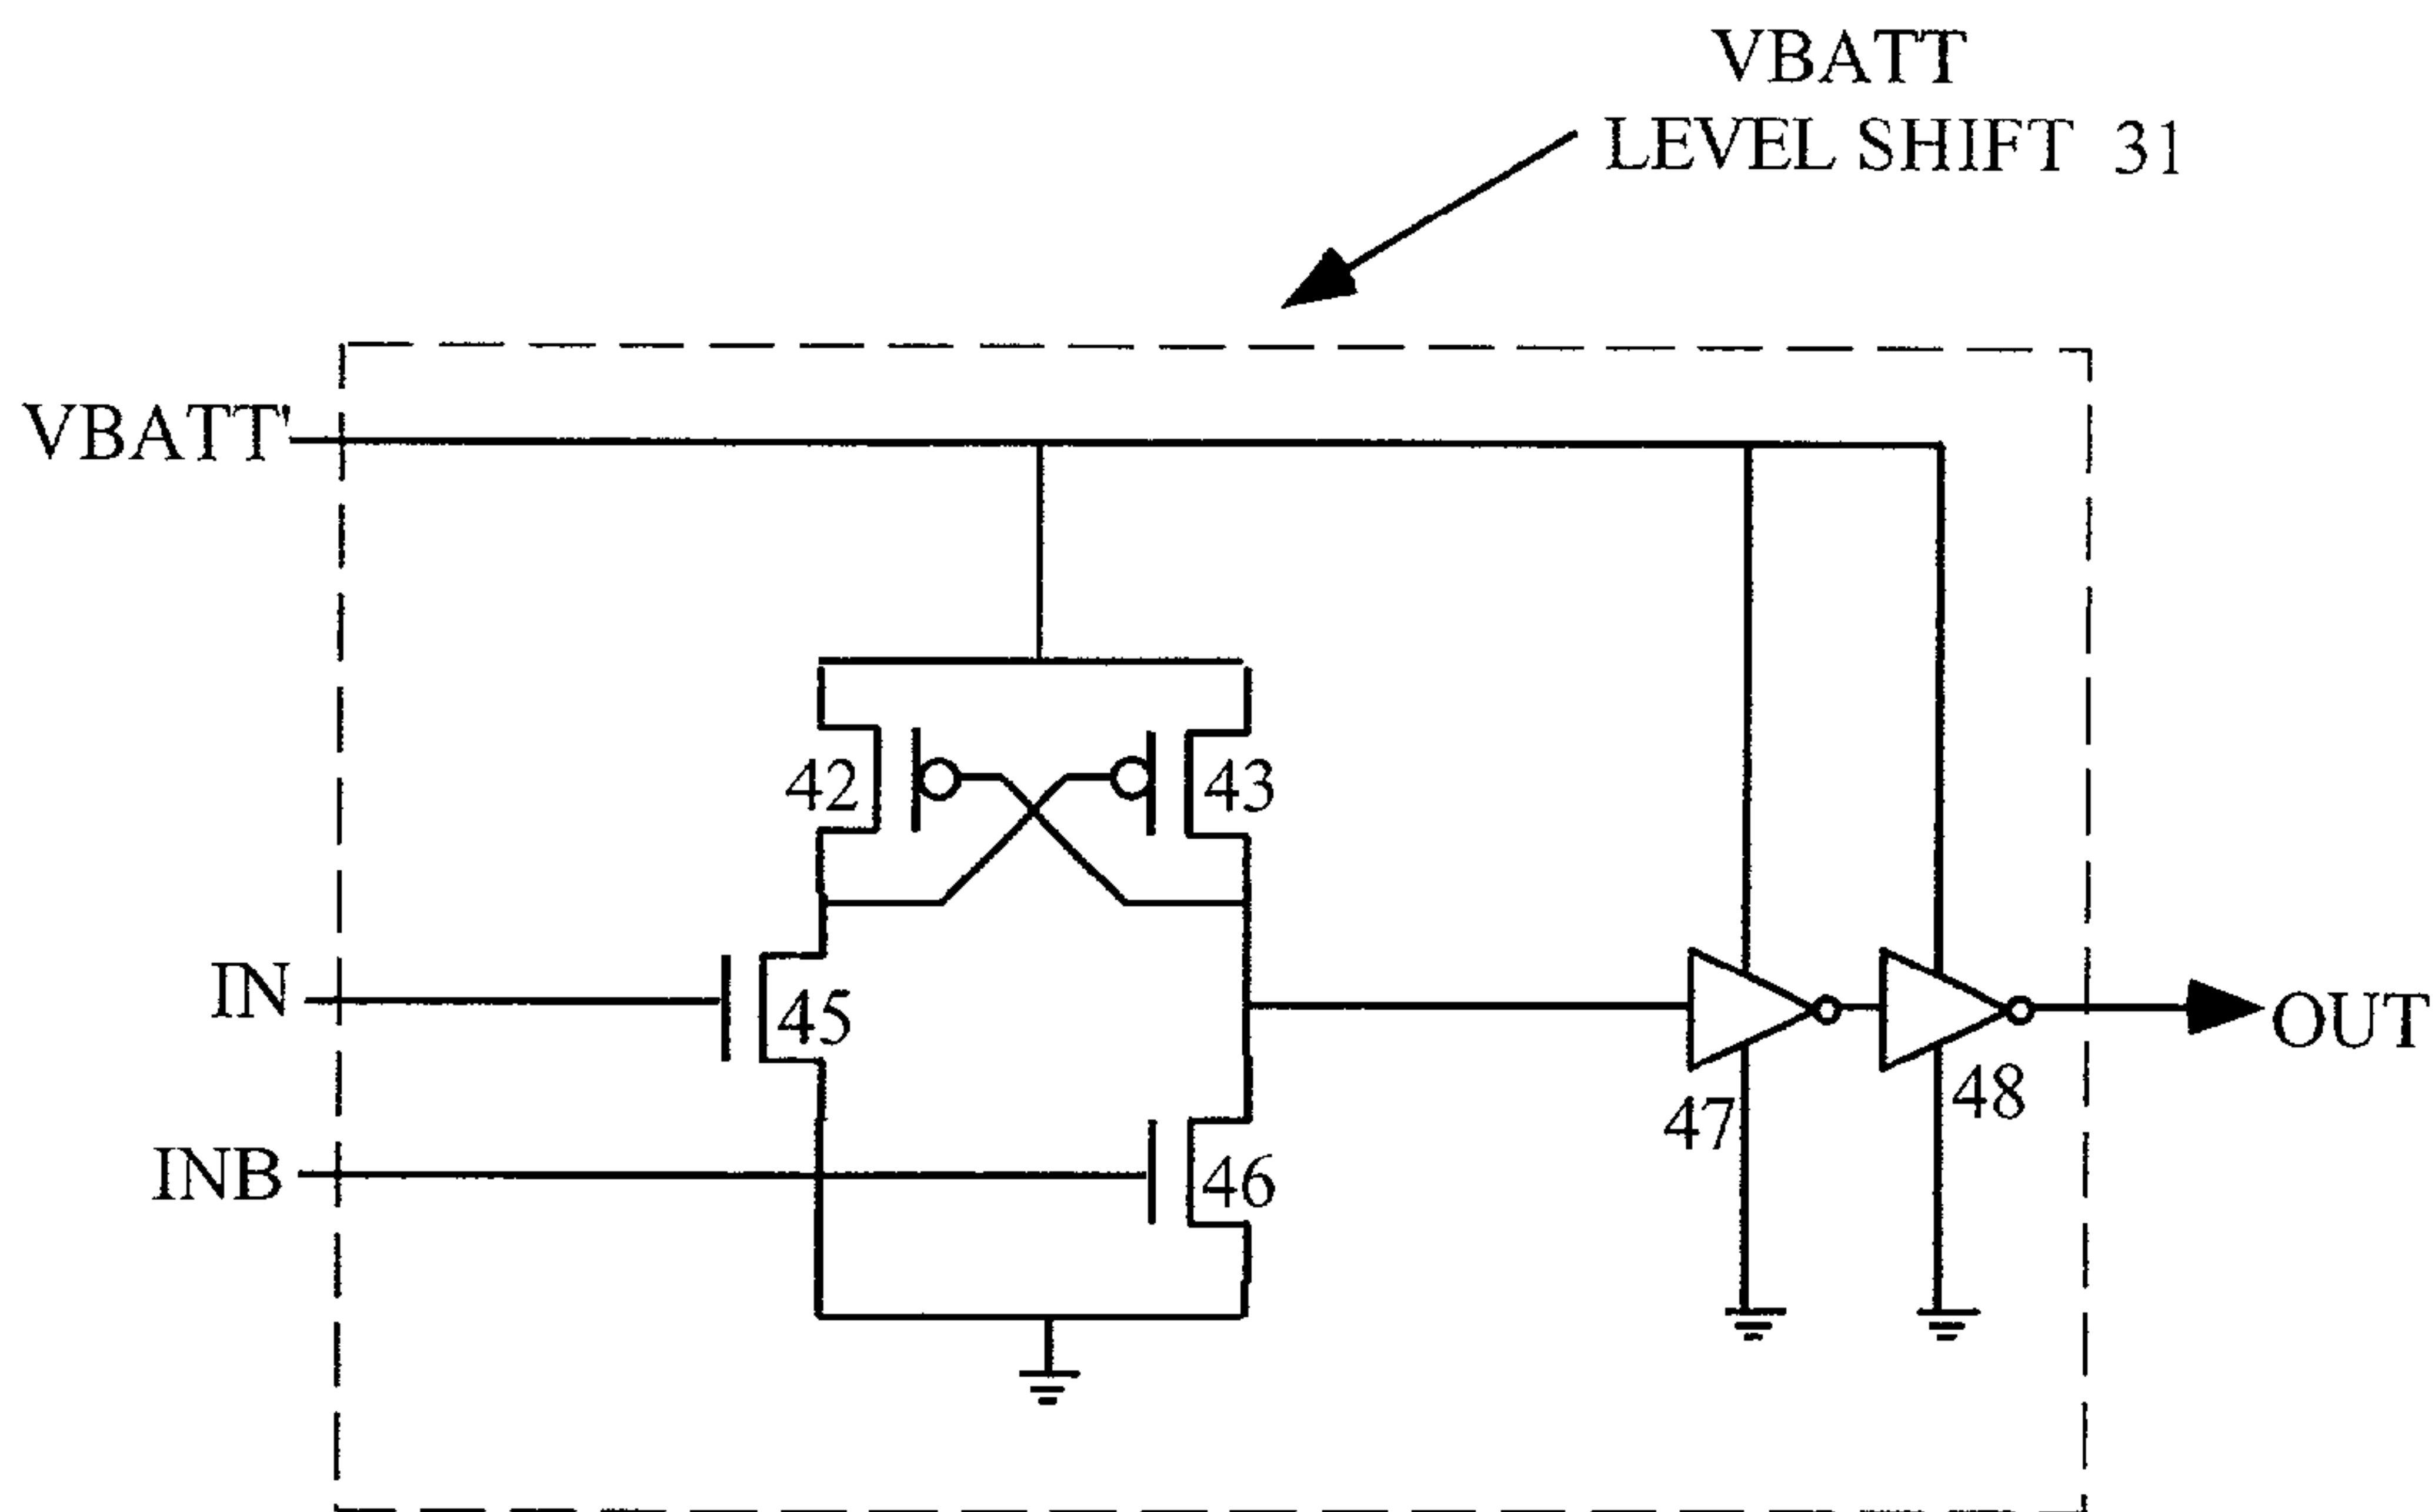 VBATT
LEVEL SHIFT 31
VBATT'
42
43
IN
45
OUT
47
48
INB
46